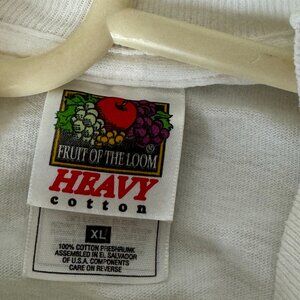 FRUIT OF THE LOOM ®
HEAVY
cotton
XL
100% COTTON PRESHRUNK
ASSEMBLED IN EL SALVADOR
OF U.S.A. COMPONENTS
CARE ON REVERSE